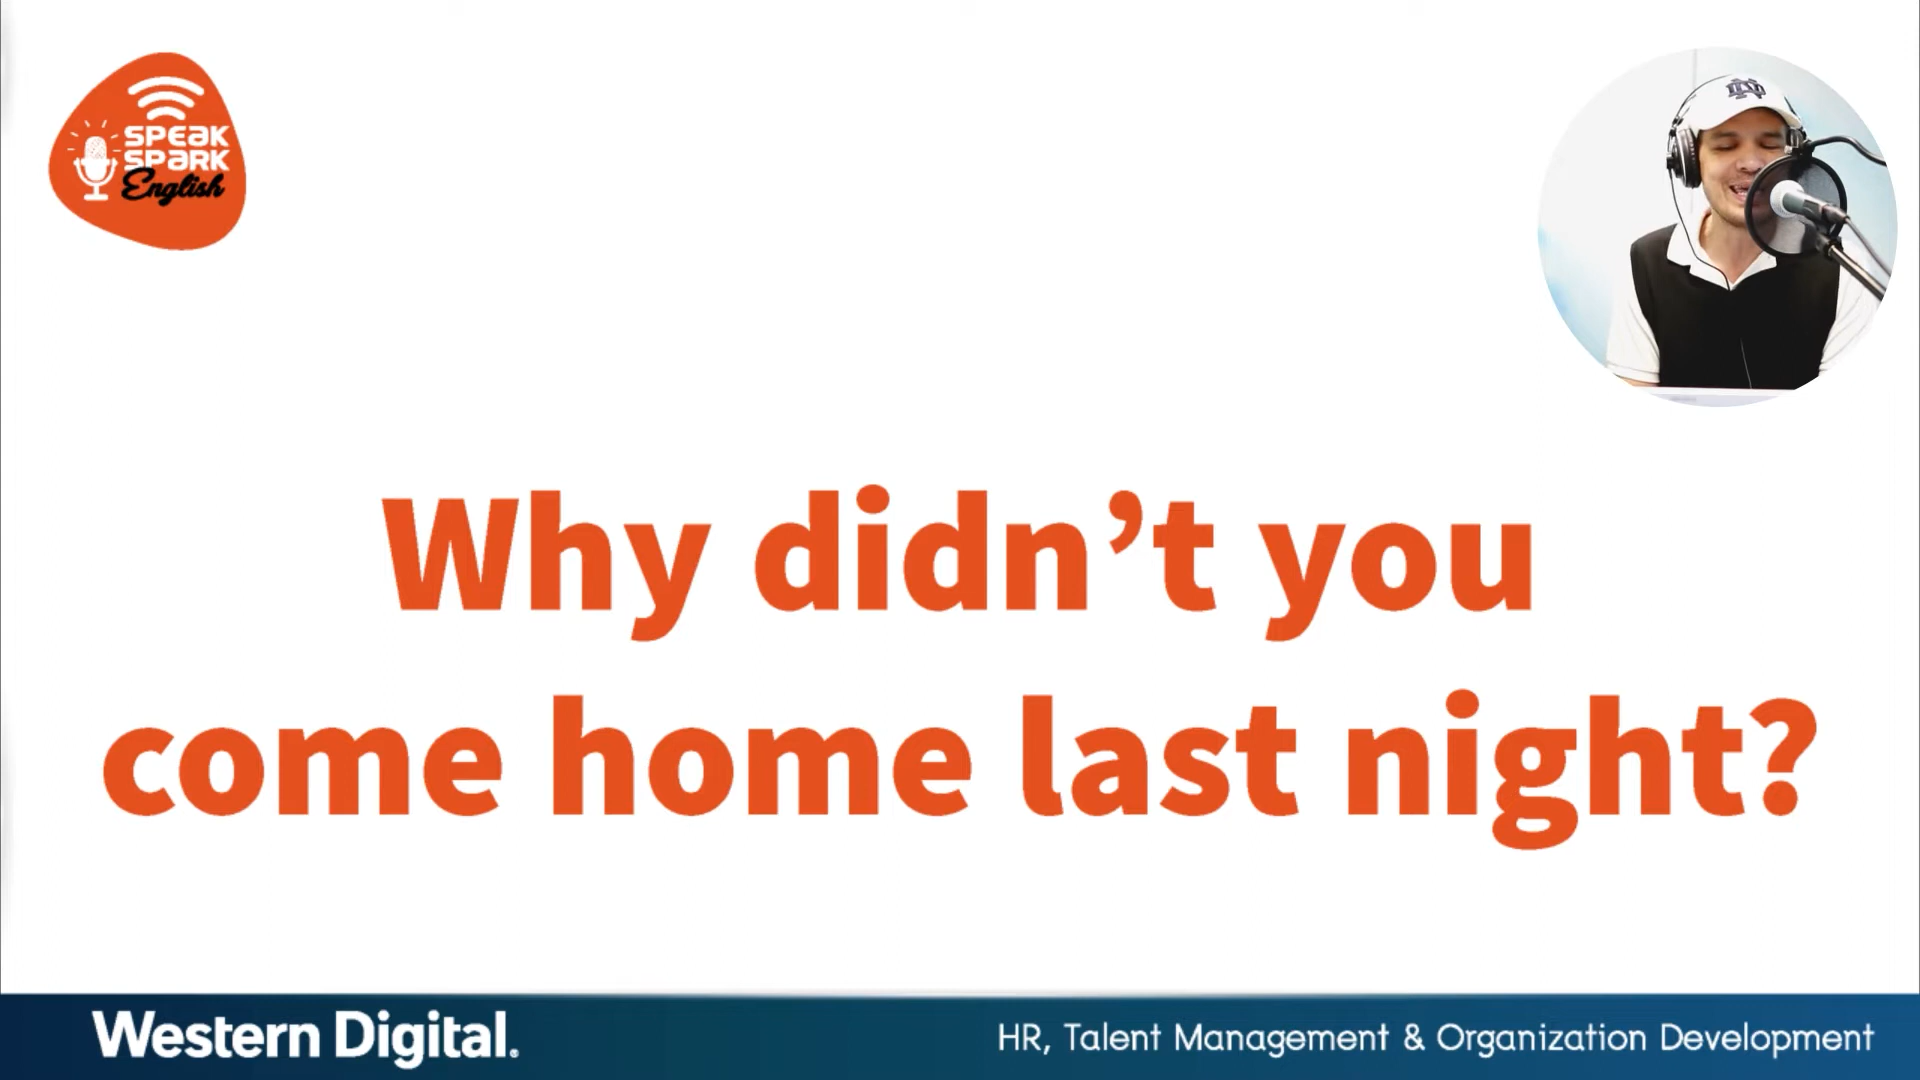 SPEAK
SPARK
English
Why didn’t you
come home last night?
Western Digital.
HR, Talent Management & Organization Development